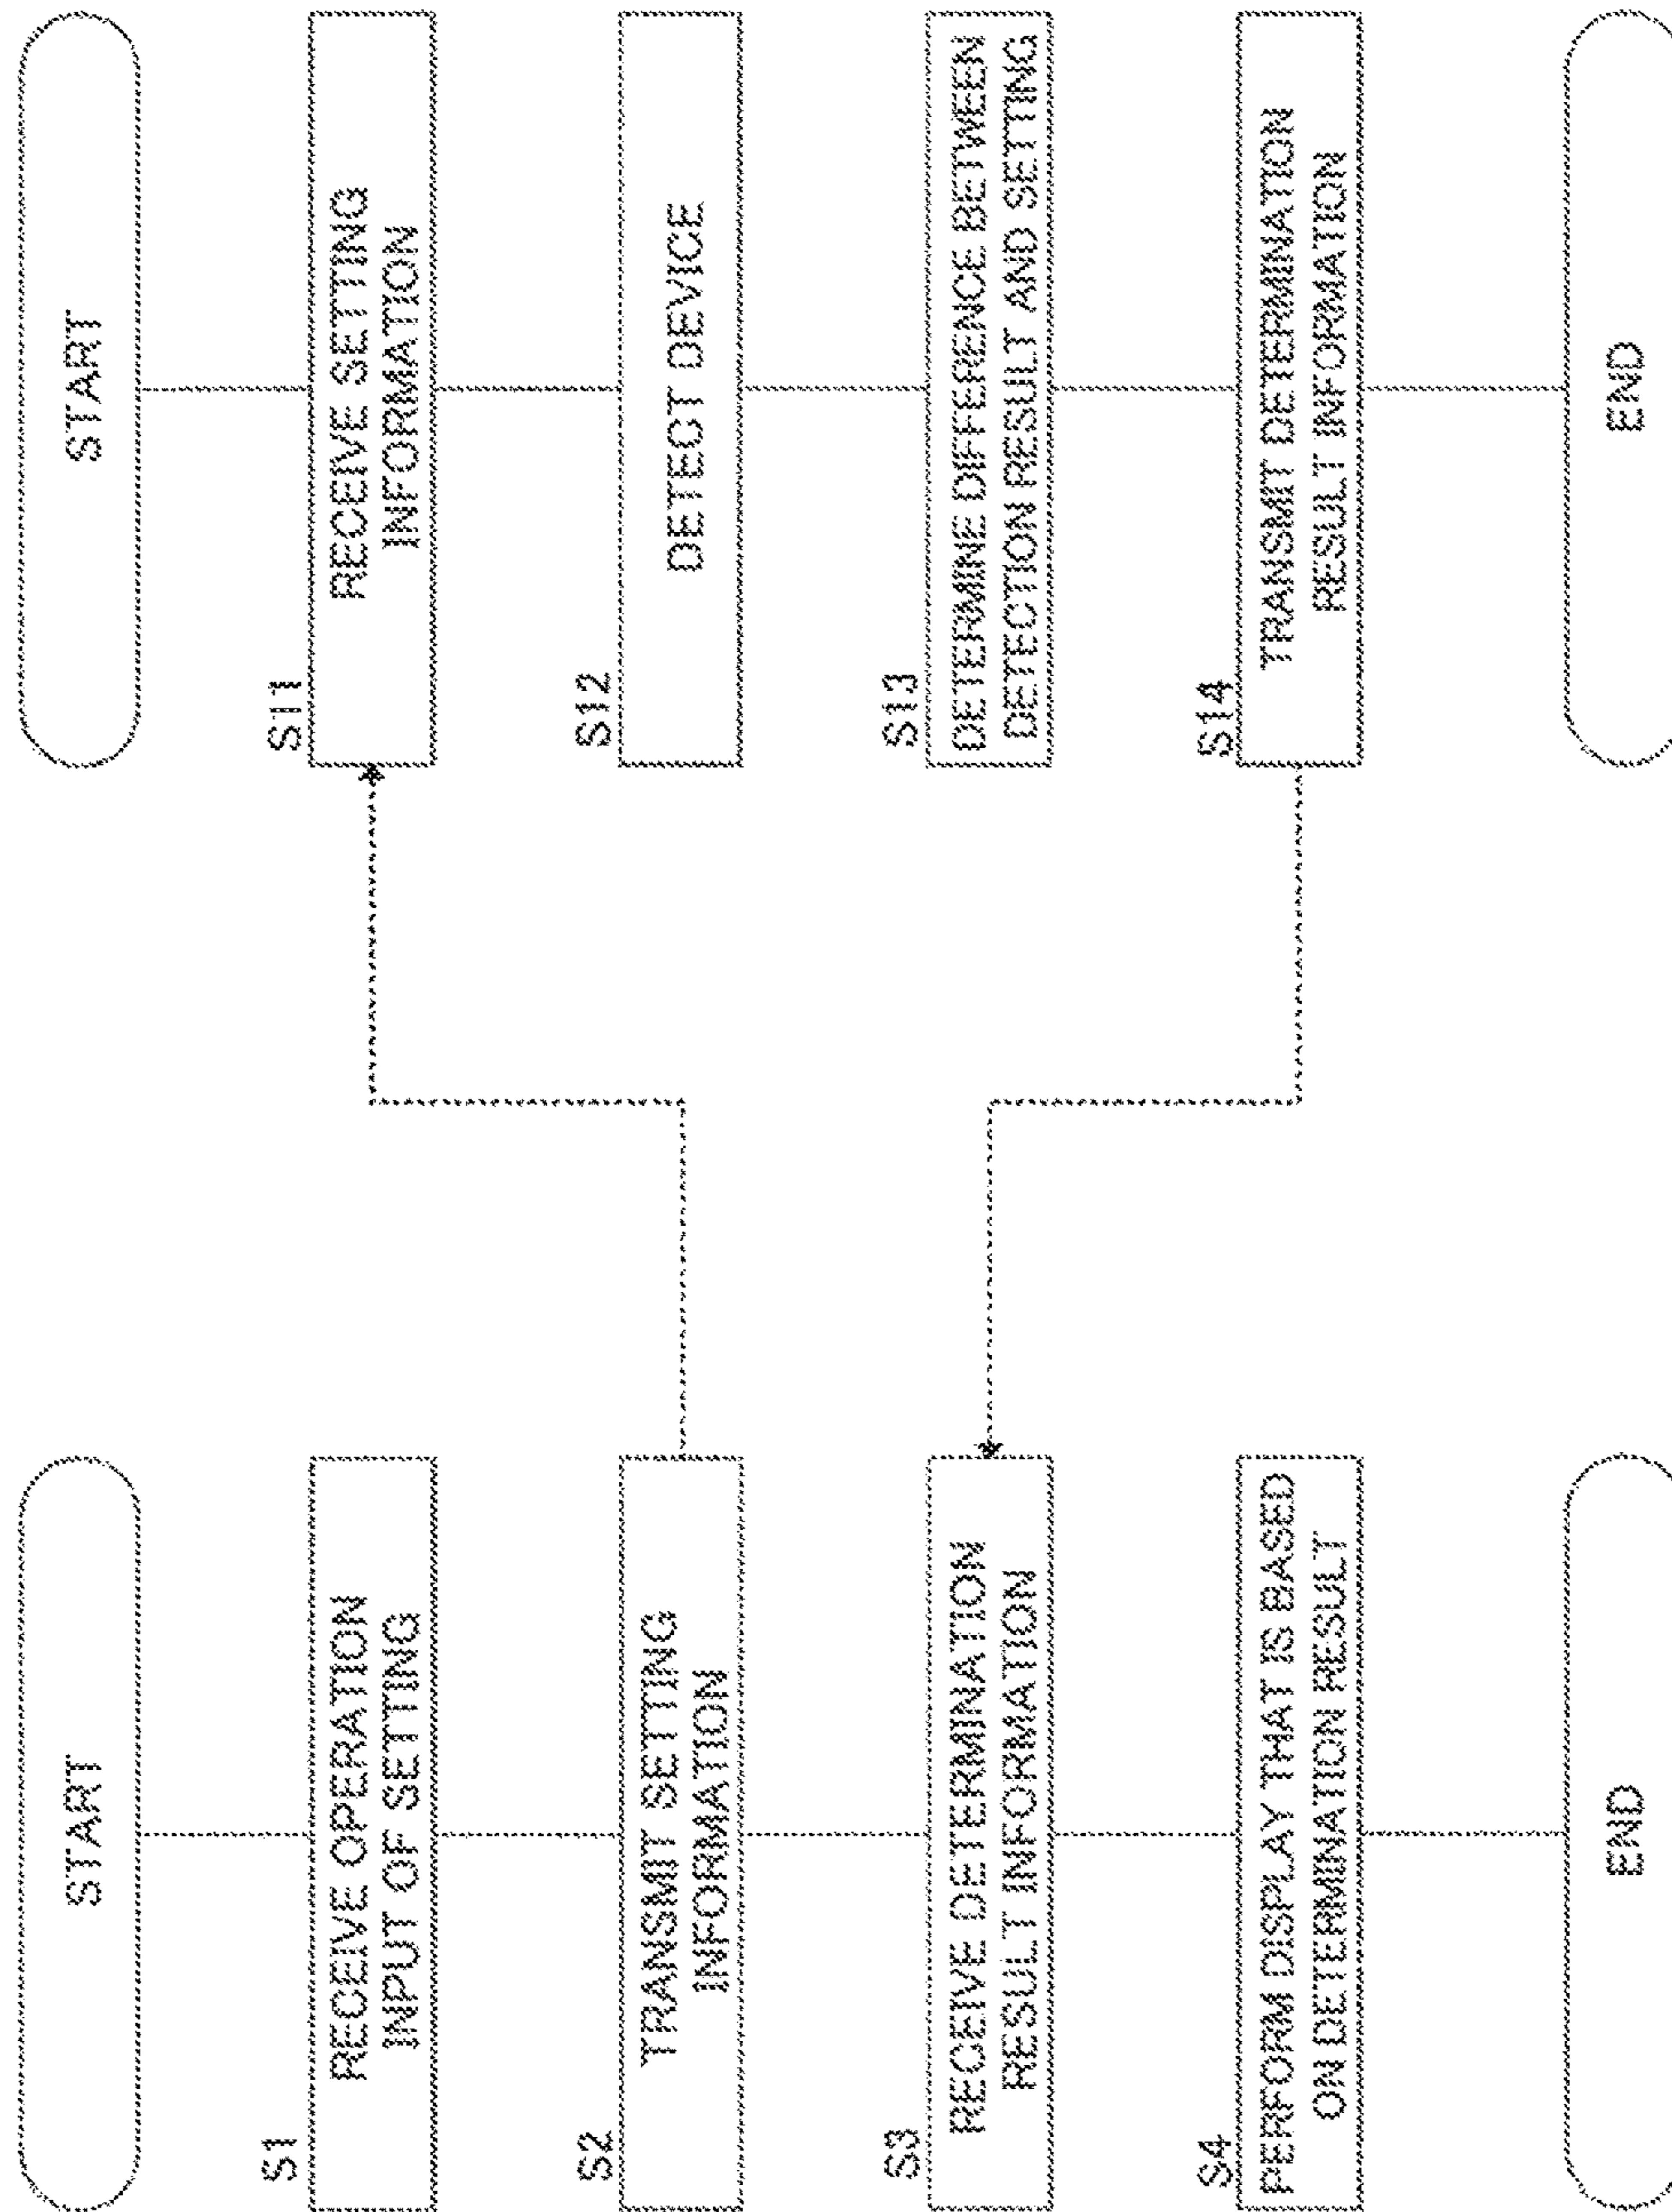 START
S1
RECEIVE OPERATION
INPUT OF SETTING
S2
TRANSMIT SETTING
INFORMATION
S3
RECEIVE DETERMINATION
RESULT INFORMATION
S4
PERFORM DISPLAY THAT IS BASED
ON DETERMINATION RESULT
END
START
S11
RECEIVE SETTING
INFORMATION
S12
DETECT DEVICE
S13
DETERMINE DIFFERENCE BETWEEN
DETECTION RESULT AND SETTING
S14
TRANSMIT DETERMINATION
RESULT INFORMATION
END